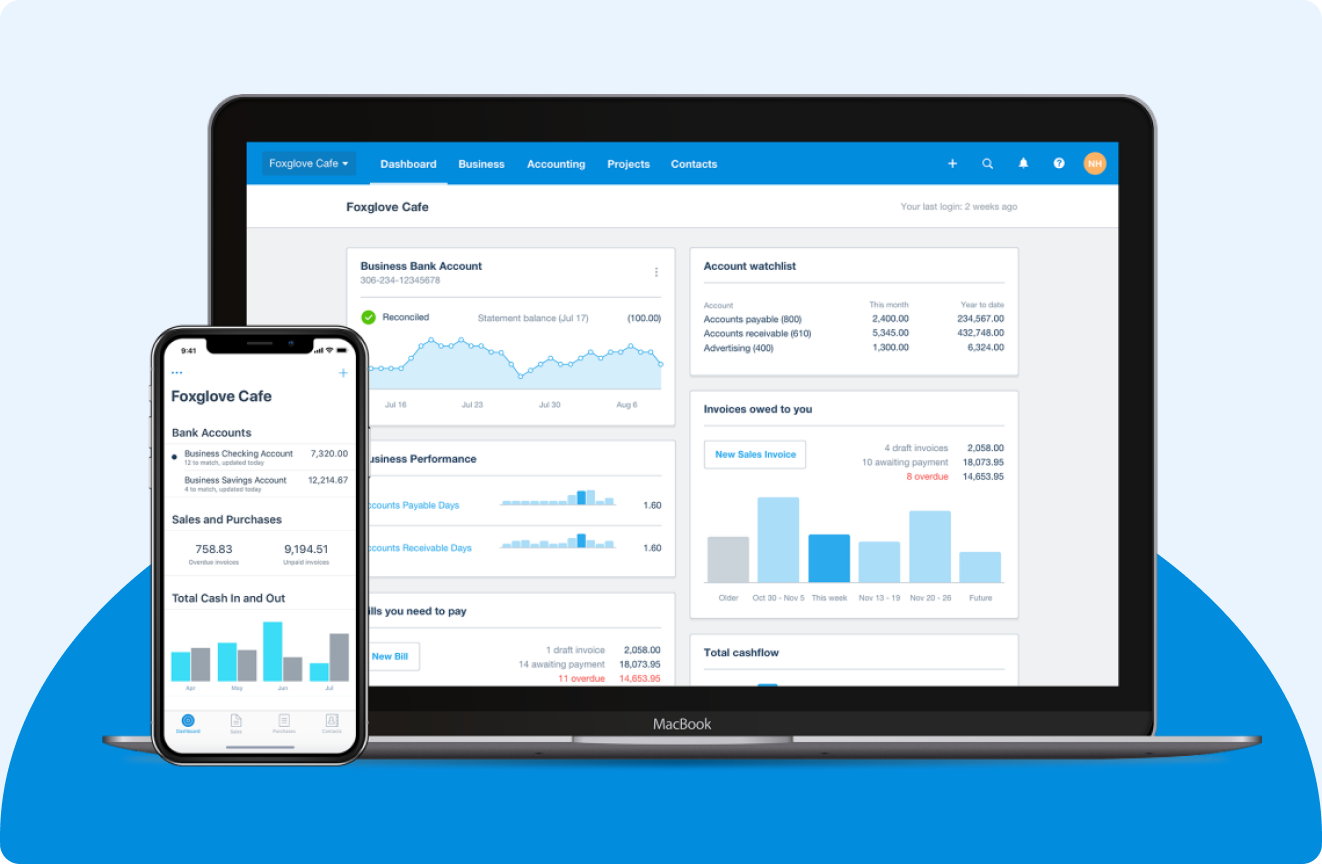 Foxglove Cafe
Dashboard
Business
Accounting
Projects
Contacts
?
NH
Foxglove Cafe
Your last login: 2 weeks ago
Business Bank Account
306-234-12345678
Reconciled
Statement balance (Jul 17)
(100.00)
Jul 16
Jul 23
Jul 30
Aug 6
usiness Performance
ccounts Payable Days
1.60
ccounts Receivable Days
1.60
ills you need to pay
New Bill
1 draft invoice 2,058.00
14 awaiting payment 18,073.95
11 overdue 14,653.95
Account watchlist
Account This month Year to date
Accounts payable (800) 2,400.00 234,567.00
Accounts receivable (610) 5,345.00 432,748.00
Advertising (400) 1,300.00 6,324.00
Invoices owed to you
New Sales Invoice
4 draft invoices 2,058.00
10 awaiting payment 18,073.95
8 overdue 14,653.95
Older
Oct 30 - Nov 5
This week
Nov 13 - 19
Nov 20 - 26
Future
Total cashflow
MacBook
9:41
Foxglove Cafe
Bank Accounts
Business Checking Account 7,320.00
12 to match, updated today
Business Savings Account 12,214.67
4 to match, updated today
Sales and Purchases
758.83 9,194.51
Overdue invoices Unpaid invoices
Total Cash In and Out
Apr
May
Jan
Jul
Dashboard
Sales
Purchases
Contacts